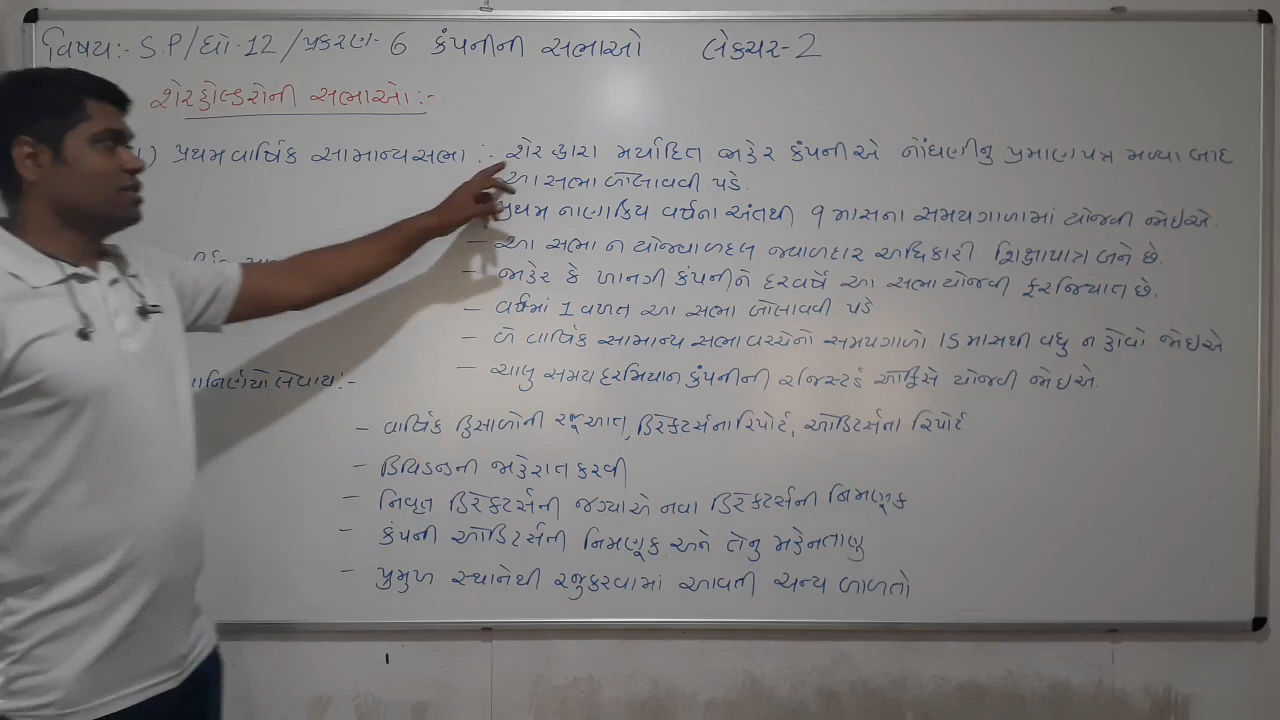 વિષય:- S.P/ધો-12/પ્રકરણ-6 કંપનીની સભાઓ લેક્ચર-2
શેરહોલ્ડરોની સભાઓ:-
) પ્રથમ વાર્ષિક સામાન્યસભા :- શેર દ્વારા મર્યાદિત જાહેર કંપનીએ નોંધણીનુ પ્રમાણપત્ર મળ્યા બાદ
આ સભા બોલાવવી પડે.
પ્રથમ નાણાકિય વર્ષના અંતથી 9 માસના સમયગાળામાં યોજવી જોઇએ.
- આ સભા ન યોજવાબદલ જવાબદાર અધિકારી શિક્ષાપાત્ર બને છે.
- જાહેર કે ખાનગી કંપનીને દરવર્ષે આ સભાયોજવી ફરજિયાત છે.
- વર્ષમાં 1 વખત આ સભા બોલાવવી પડે
- બે વાર્ષિક સામાન્ય સભા વચ્ચેનો સમયગાળો 15 માસથી વધુ ન હોવો જોઇએ
- ચાલુ સમય દરમિયાન કંપનીની રજિસ્ટર્ડ ઓફિસે યોજવી જોઇએ.
નિર્ણયો લેવાય:-
- વાર્ષિક હિસાબોની રજૂઆત, ડિરેક્ટર્સના રિપોર્ટ, ઓડિટર્સના રિપોર્ટ
- ડિવિડન્ડની જાહેરાત કરવી
- નિવૃત ડિરેક્ટર્સની જગ્યાએ નવા ડિરેક્ટર્સની નિમણૂક
- કંપની ઓડિટર્સની નિમણૂક અને તેનુ મહેનતાણુ
- પ્રમુખ સ્થાનેથી રજુકરવામાં આવતી અન્ય બાબતો